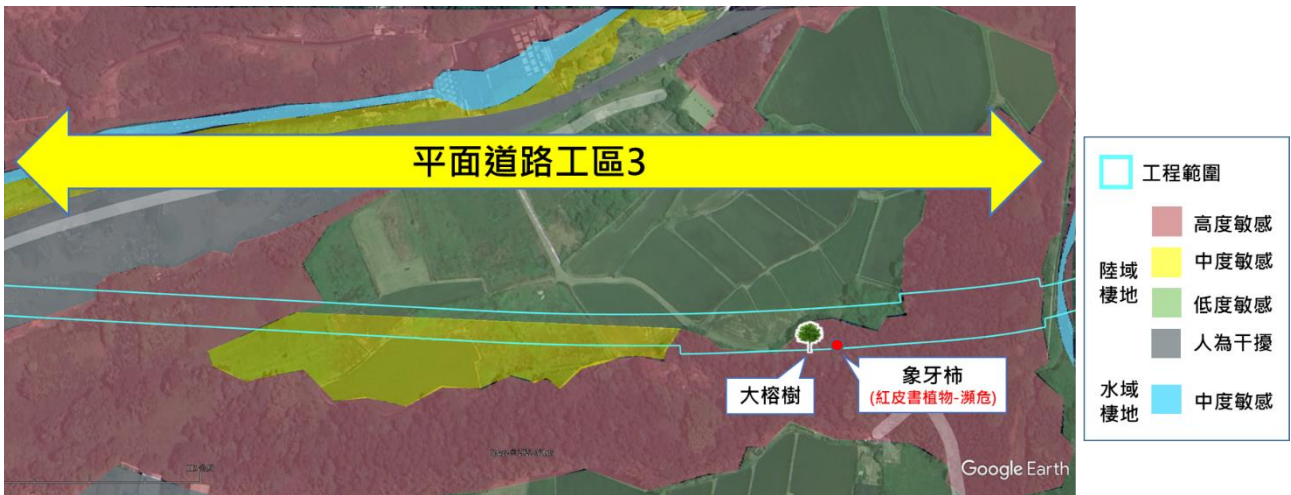 平面道路工區3
大榕樹
象牙柿
(紅皮書植物-瀕危)
Google Earth
工程範圍
陸域棲地
高度敏感
中度敏感
低度敏感
人為干擾
水域棲地
中度敏感